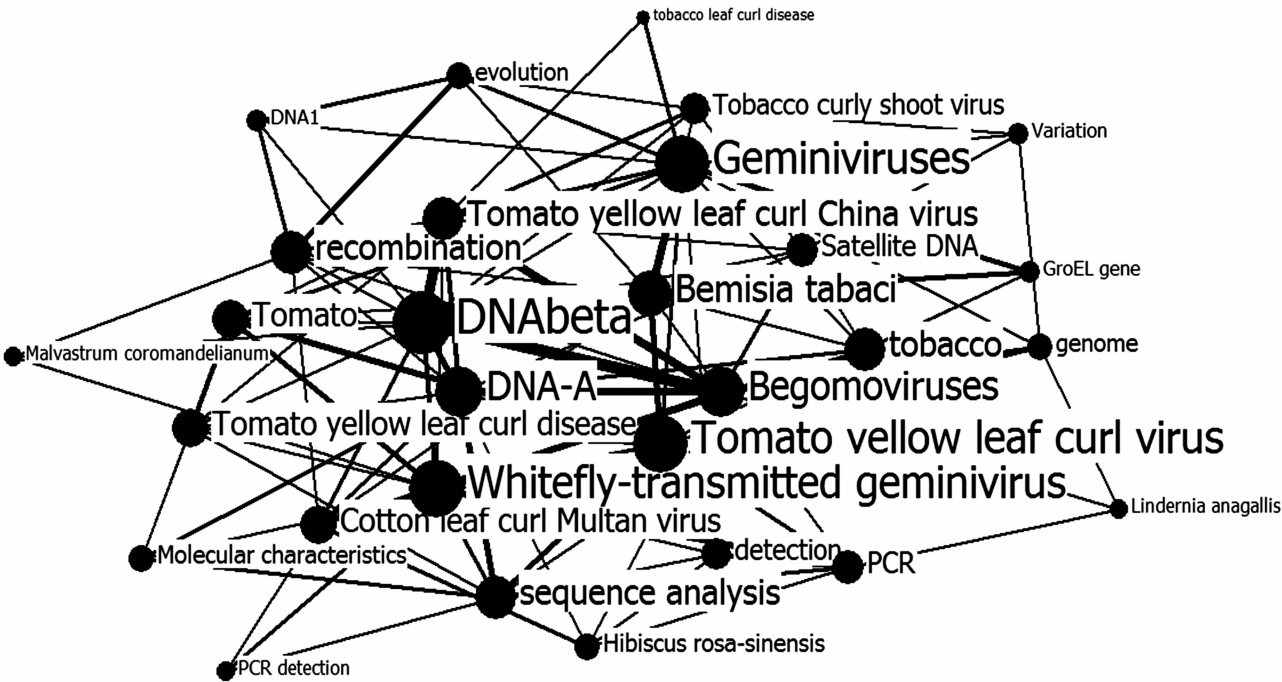 tobacco leaf curl disease
evolution
Tobacco curly shoot virus
DNA1
Variation
Geminiviruses
Tomato yellow leaf curl China virus
recombination
Satellite DNA
GroEL gene
Bemisia tabaci
Tomato
DNAbeta
tobacco
genome
Malvastrum coromandelianum
DNA-A
Begomoviruses
Tomato yellow leaf curl diseases
Tomato vellow leaf curl virus
Whitefly-transmitted geminivirus
Lindernia anagallis
Cotton leaf curl Multan virus
Molecular characteristics
detection
PCR
sequence analysis
Hibiscus rosa-sinensis
PCR detection